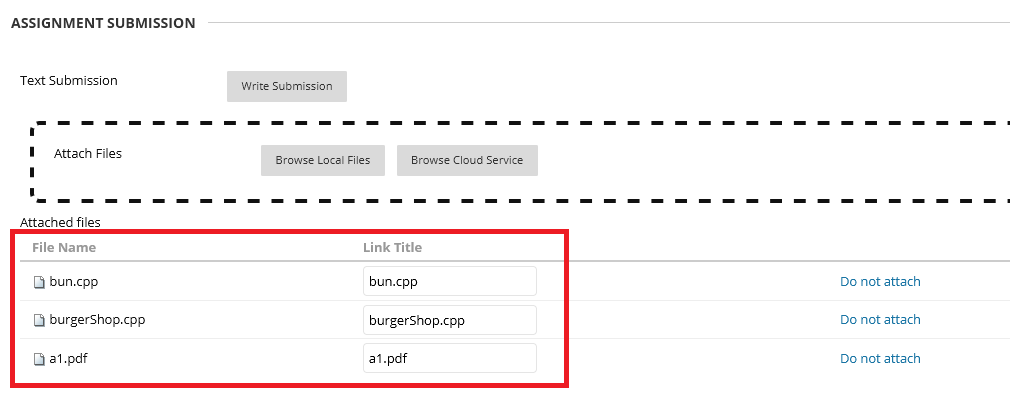 ASSIGNMENT SUBMISSION
Text Submission Write Submission
Attach Files Browse Local Files Browse Cloud Service
Attached files
File Name Link Title
bun.cpp bun.cpp Do not attach
burgerShop.cpp burgerShop.cpp Do not attach
a1.pdf a1.pdf Do not attach